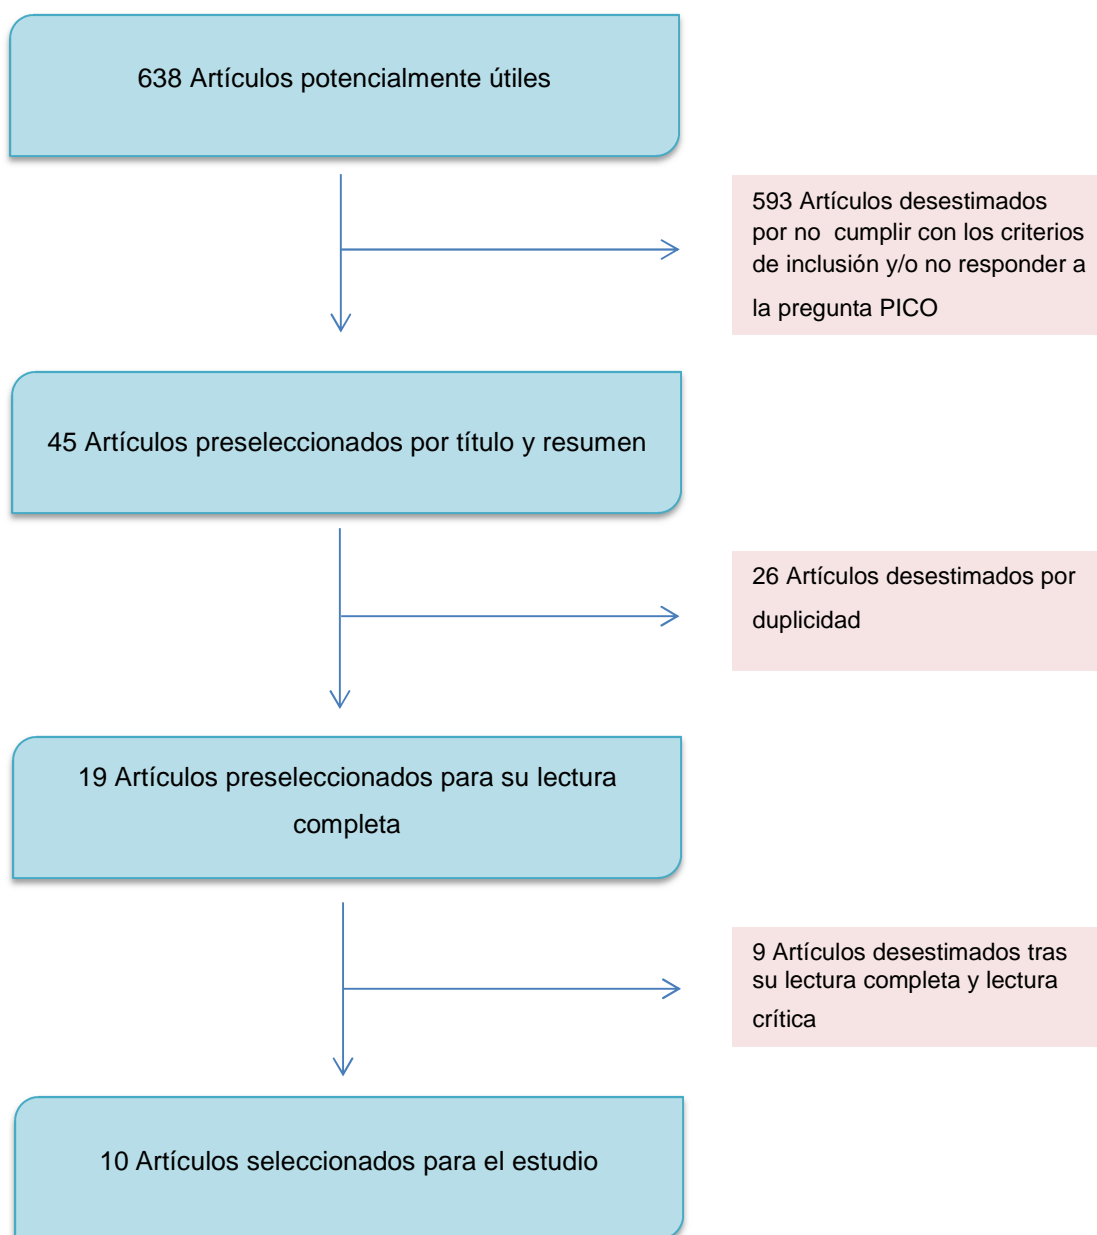 638 Artículos potencialmente útiles
593 Artículos desestimados
por no cumplir con los criterios
de inclusión y/o no responder a
la pregunta PICO
45 Artículos preseleccionados por título y resumen
26 Artículos desestimados por
duplicidad
19 Artículos preseleccionados para su lectura
completa
9 Artículos desestimados tras
su lectura completa y lectura
crítica
10 Artículos seleccionados para el estudio